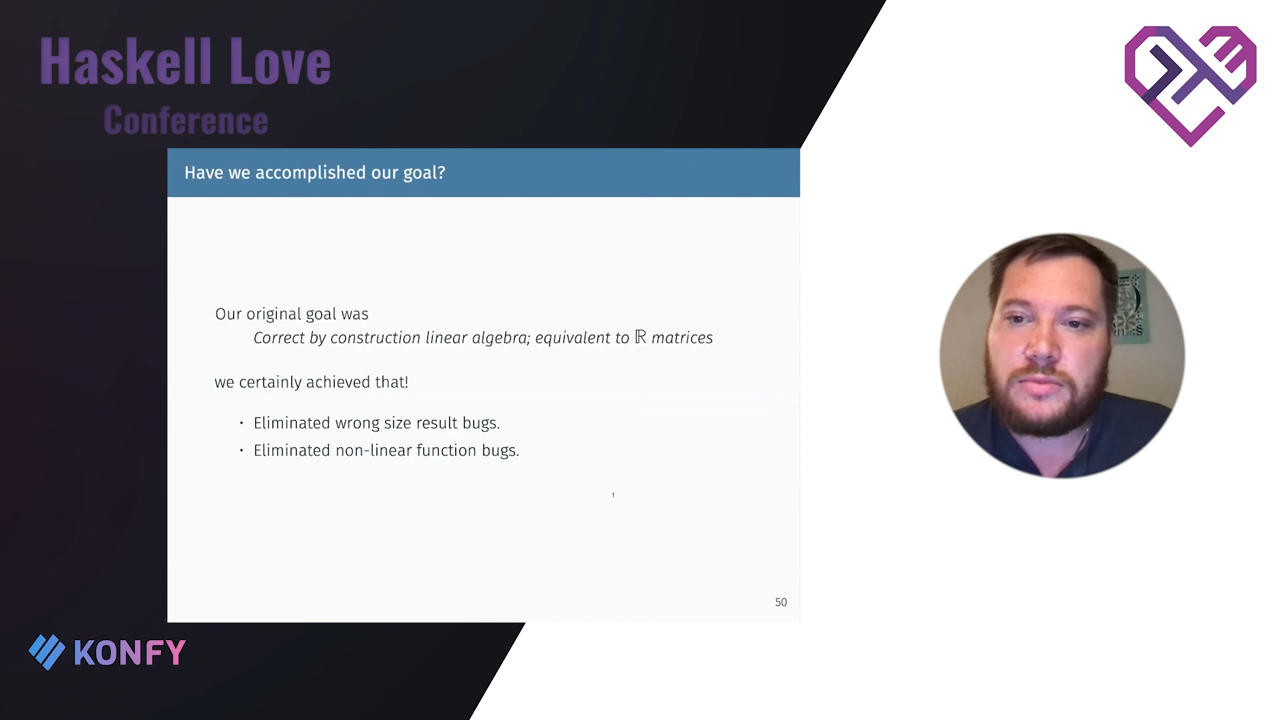 Haskell Love
Conference
Have we accomplished our goal?
Our original goal was
Correct by construction linear algebra; equivalent to ℝ matrices
we certainly achieved that!
• Eliminated wrong size result bugs.
• Eliminated non-linear function bugs.
50
KONFY